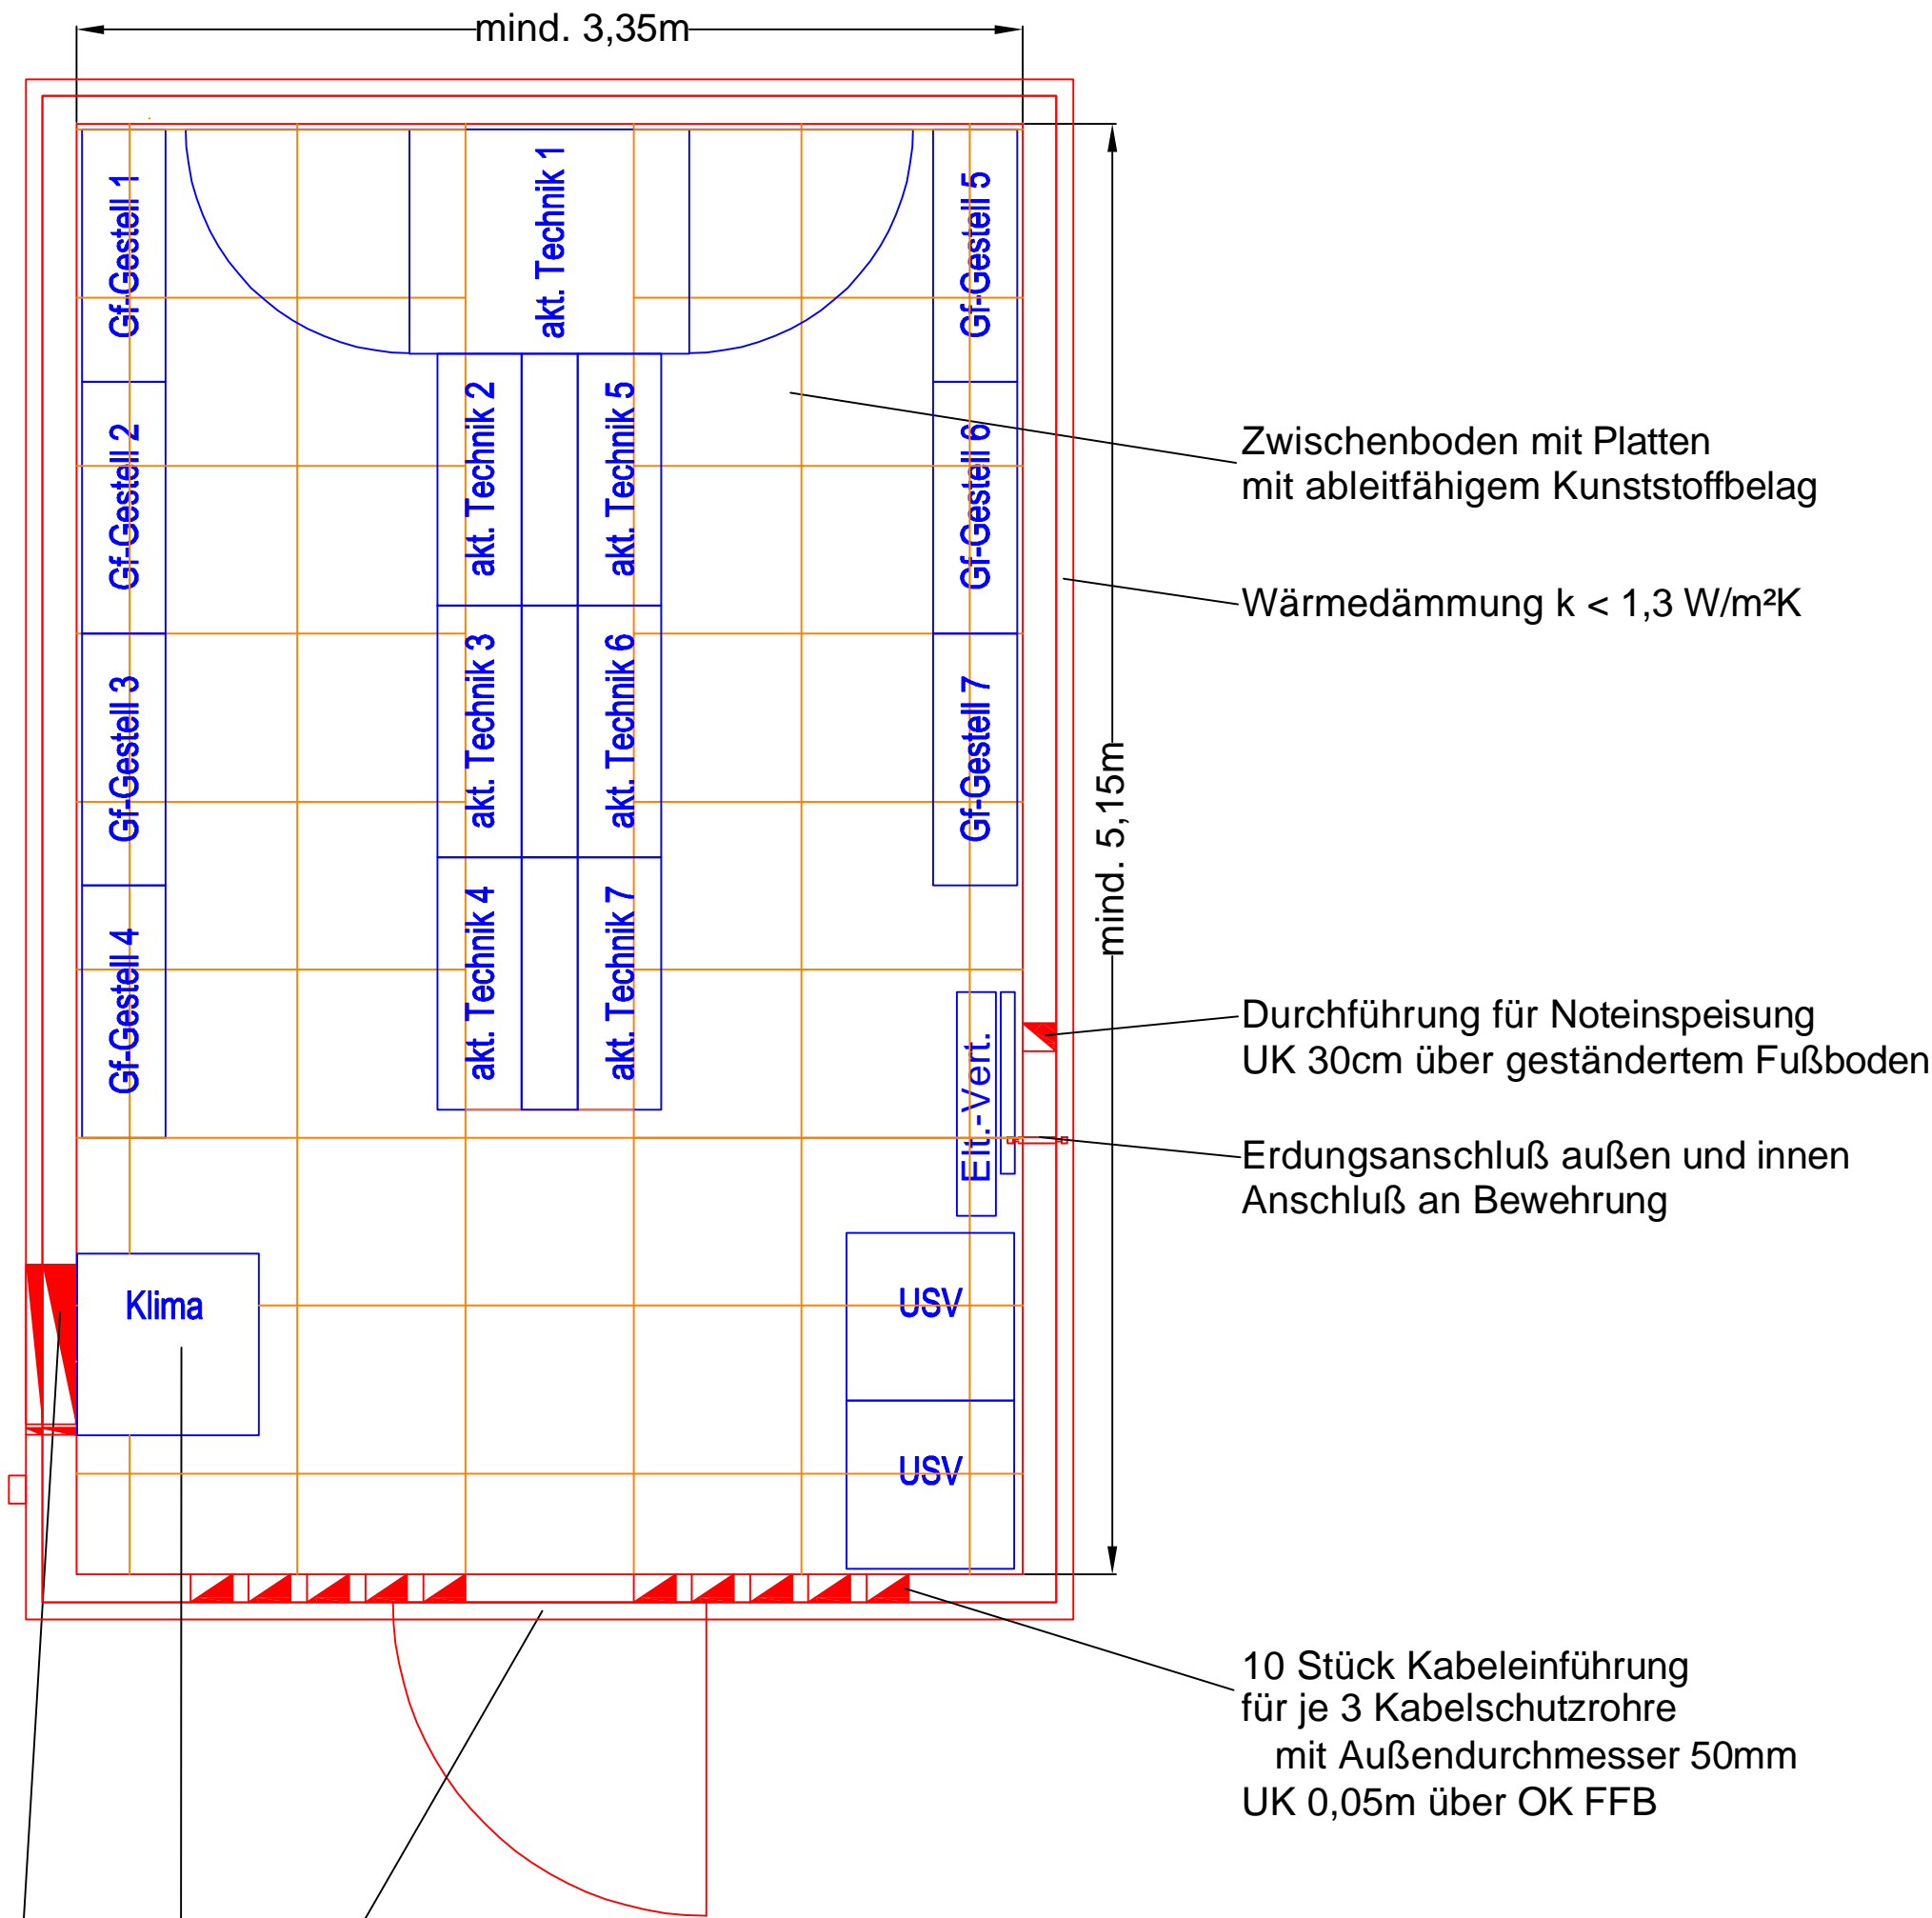 mind. 3,35m
Gf-Gestell 1
akt. Technik 1
Gf-Gestell 5
Gf-Gestell 2
akt. Technik 2
akt. Technik 5
Gf-Gestell 6
Zwischenboden mit Platten
mit ableitfähigem Kunststoffbelag
Wärmedämmung k < 1,3 W/m²K
Gf-Gestell 3
akt. Technik 3
akt. Technik 6
Gf-Gestell 7
mind. 5,15m
Gf-Gestell 4
akt. Technik 4
akt. Technik 7
Elt.-Vert.
Durchführung für Noteinspeisung
UK 30cm über geständertem Fußboden
Erdungsanschluß außen und innen
Anschluß an Bewehrung
Klima
USV
USV
10 Stück Kabeleinführung
für je 3 Kabelschutzrohre
mit Außendurchmesser 50mm
UK 0,05m über OK FFB